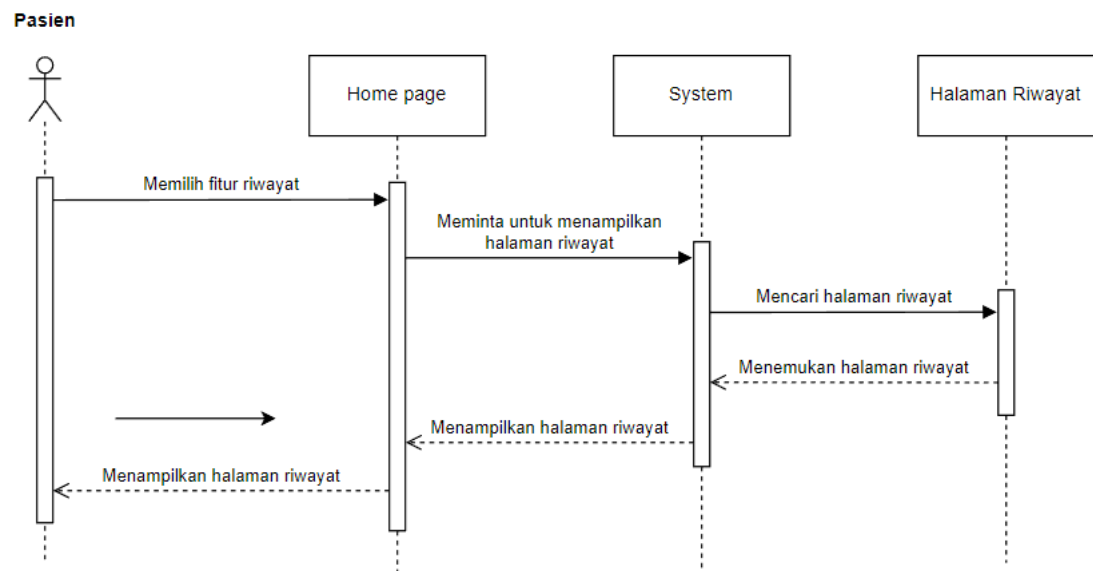 Pasien
Home page
System
Halaman Riwayat
Memilih fitur riwayat
Meminta untuk menampilkan
halaman riwayat
Mencari halaman riwayat
Menemukan halaman riwayat
Menampilkan halaman riwayat
Menampilkan halaman riwayat